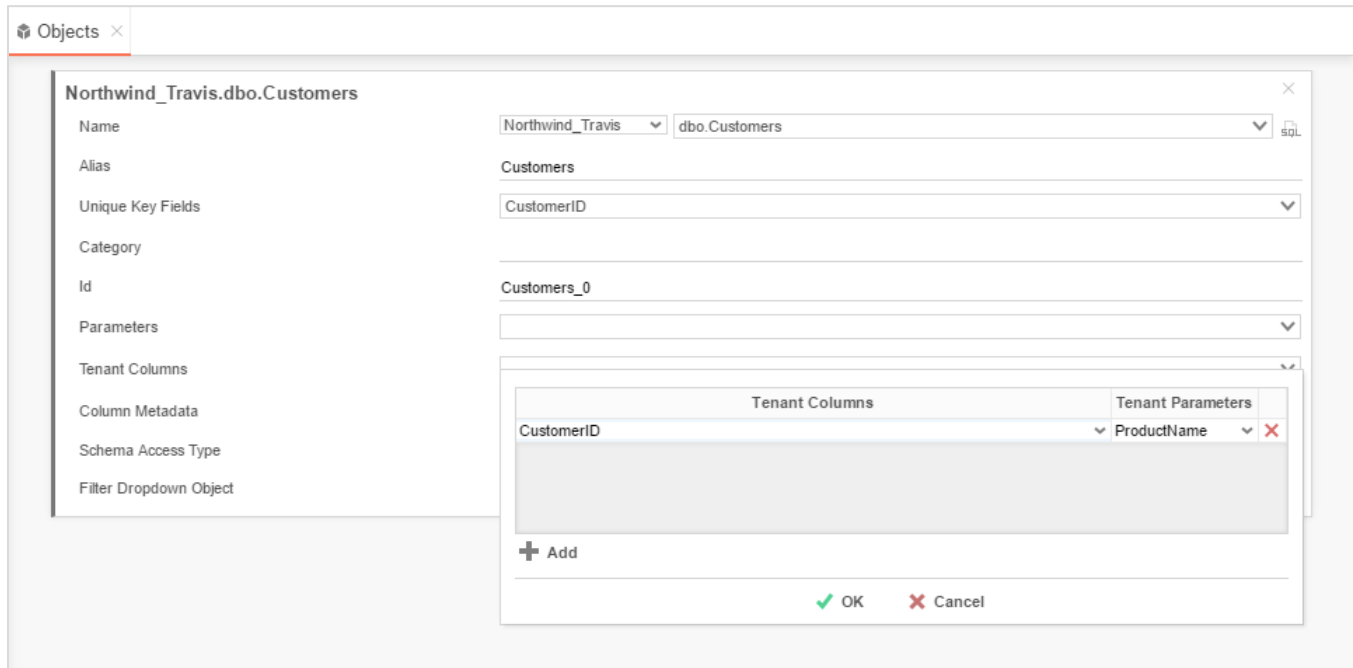 Objects
Northwind_Travis.dbo.Customers
Name Northwind_Travis dbo.Customers SQL
Alias Customers
Unique Key Fields CustomerID
Category
Id Customers_0
Parameters
Tenant Columns
Column Metadata
Schema Access Type
Filter Dropdown Object
Tenant Columns Tenant Parameters
CustomerID ProductName
Add
OK Cancel